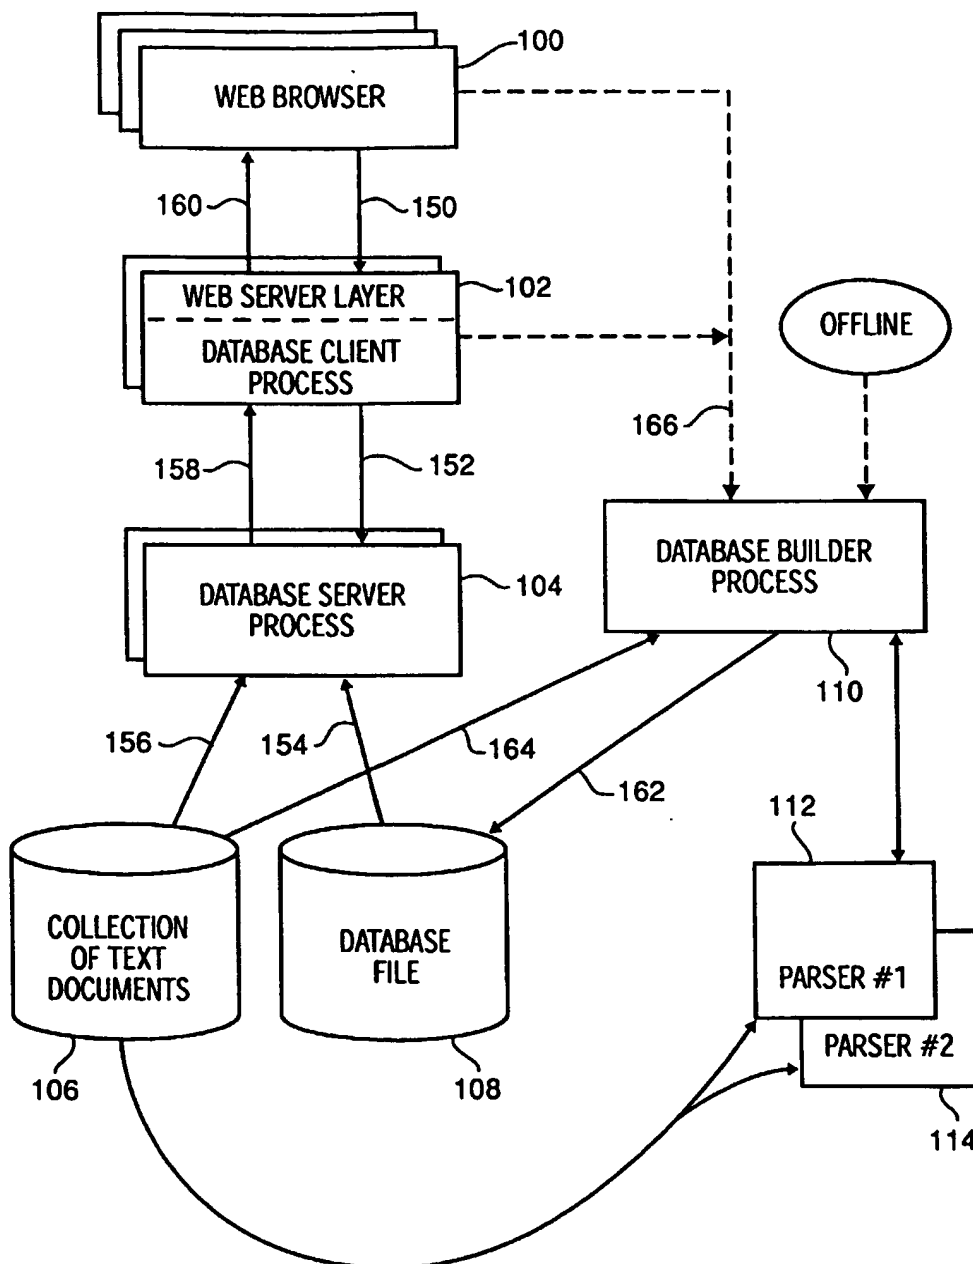 100
WEB BROWSER
160
150
WEB SERVER LAYER
102
DATABASE CLIENT
PROCESS
OFFLINE
166
158
152
DATABASE SERVER
PROCESS
104
DATABASE BUILDER
PROCESS
110
156
154
164
162
112
COLLECTION
OF TEXT
DOCUMENTS
DATABASE
FILE
PARSER #1
PARSER #2
106
108
114